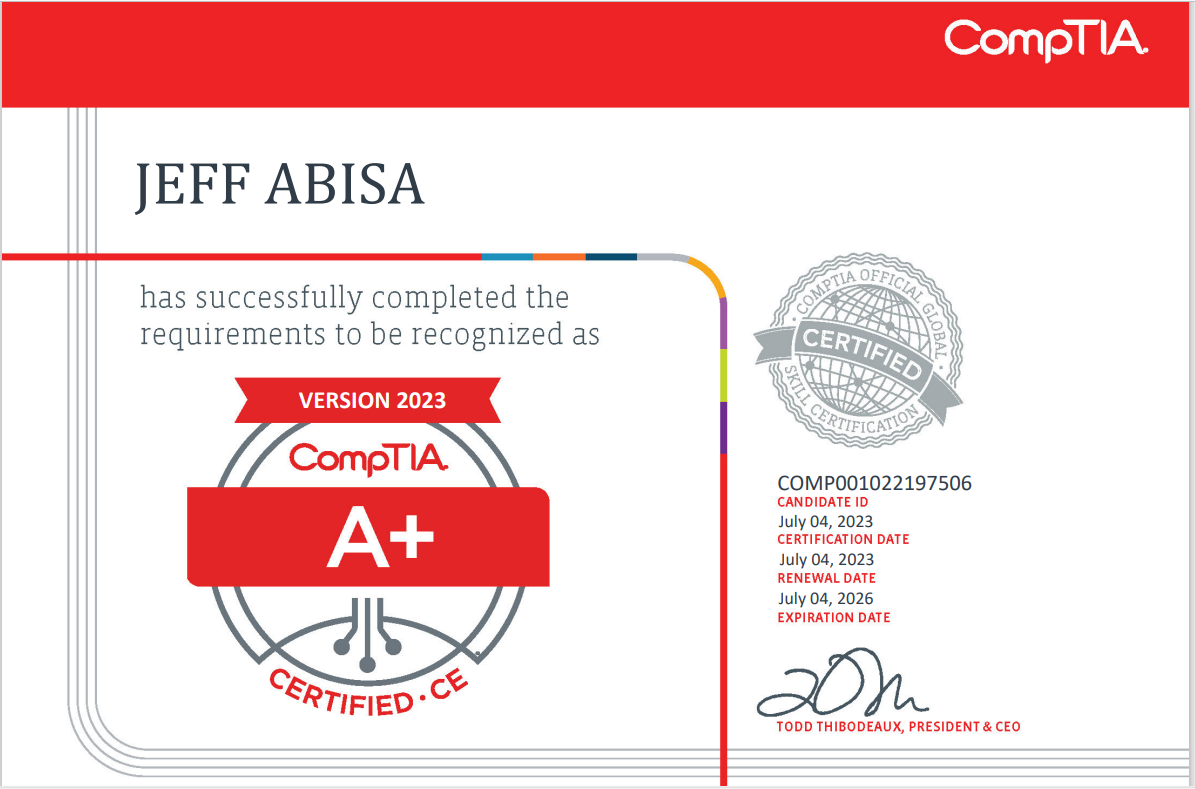 CompTIA.
JEFF ABISA
has successfully completed the
requirements to be recognized as
VERSION 2023
CompTIA.
A+
CERTIFIED · CE
· COMPTIA OFFICIAL GLOBAL ·
CERTIFIED
SKILL CERTIFICATION
COMP001022197506
CANDIDATE ID
July 04, 2023
CERTIFICATION DATE
July 04, 2023
RENEWAL DATE
July 04, 2026
EXPIRATION DATE
TODD THIBODEAUX, PRESIDENT & CEO